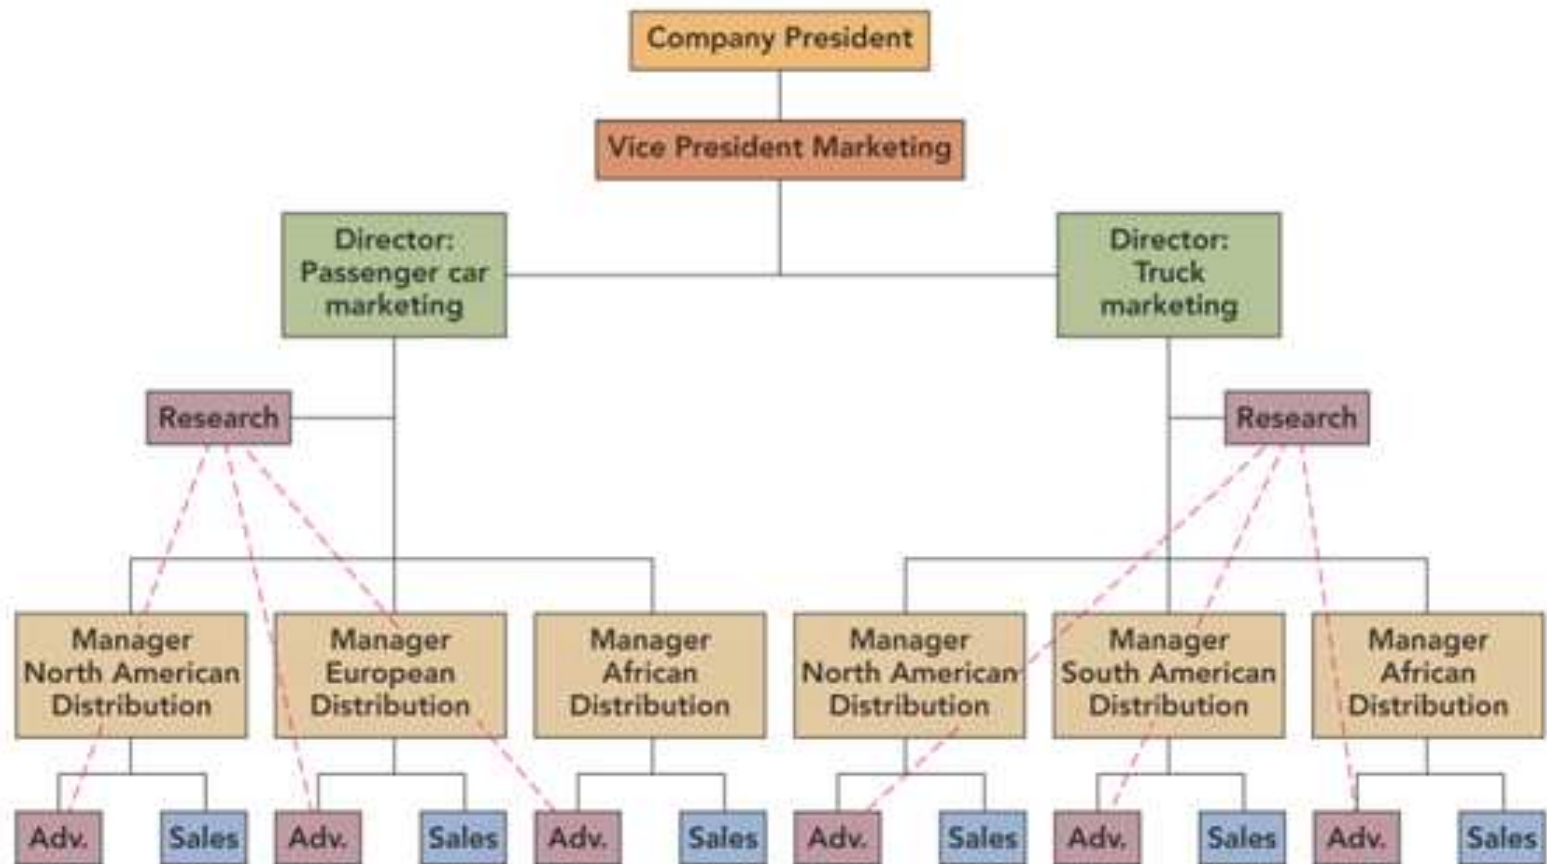 Company President
Vice President Marketing
Director:
Passenger car
marketing
Director:
Truck
marketing
Research
Research
Manager
North American
Distribution
Manager
European
Distribution
Manager
African
Distribution
Manager
North American
Distribution
Manager
South American
Distribution
Manager
African
Distribution
Adv.
Sales
Adv.
Sales
Adv.
Sales
Adv.
Sales
Adv.
Sales
Adv.
Sales